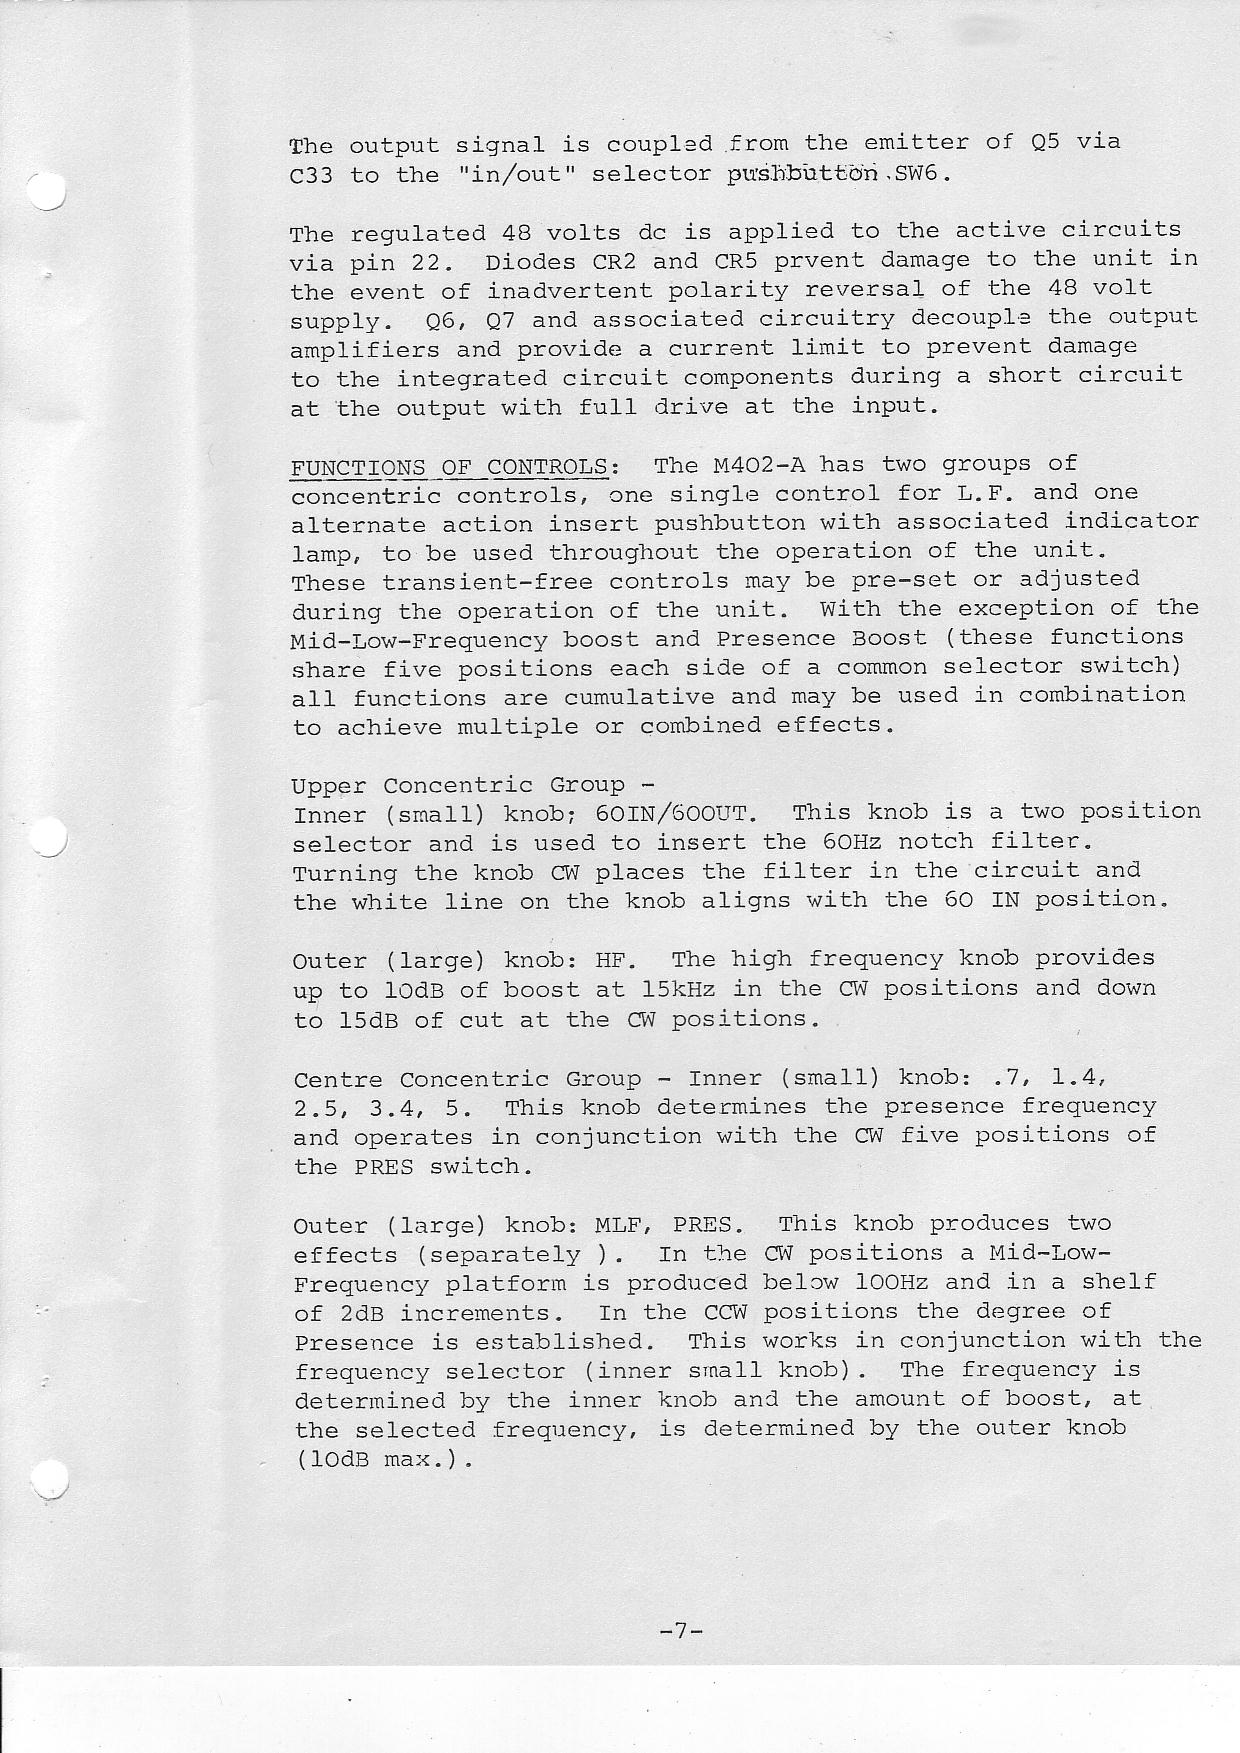 The output signal is coupled from the emitter of Q5 via
C33 to the "in/out" selector pushbutton.SW6.
The regulated 48 volts dc is applied to the active circuits
via pin 22.  Diodes CR2 and CR5 prvent damage to the unit in
the event of inadvertent polarity reversal of the 48 volt
supply.  Q6, Q7 and associated circuitry decouple the output
amplifiers and provide a current limit to prevent damage
to the integrated circuit components during a short circuit
at the output with full drive at the input.
FUNCTIONS OF CONTROLS:  The M402-A has two groups of
concentric controls, one single control for L.F. and one
alternate action insert pushbutton with associated indicator
lamp, to be used throughout the operation of the unit.
These transient-free controls may be pre-set or adjusted
during the operation of the unit.  With the exception of the
Mid-Low-Frequency boost and Presence Boost (these functions
share five positions each side of a common selector switch)
all functions are cumulative and may be used in combination
to achieve multiple or combined effects.
Upper Concentric Group -
Inner (small) knob; 60IN/60OUT.  This knob is a two position
selector and is used to insert the 60Hz notch filter.
Turning the knob CW places the filter in the circuit and
the white line on the knob aligns with the 60 IN position.
Outer (large) knob: HF.  The high frequency knob provides
up to 10dB of boost at 15kHz in the CW positions and down
to 15dB of cut at the CW positions.
Centre Concentric Group - Inner (small) knob: .7, 1.4,
2.5, 3.4, 5.  This knob determines the presence frequency
and operates in conjunction with the CW five positions of
the PRES switch.
Outer (large) knob: MLF, PRES.  This knob produces two
effects (separately ).  In the CW positions a Mid-Low-
Frequency platform is produced below 100Hz and in a shelf
of 2dB increments.  In the CCW positions the degree of
Presence is established.  This works in conjunction with the
frequency selector (inner small knob).  The frequency is
determined by the inner knob and the amount of boost, at
the selected frequency, is determined by the outer knob
(10dB max.).
-7-